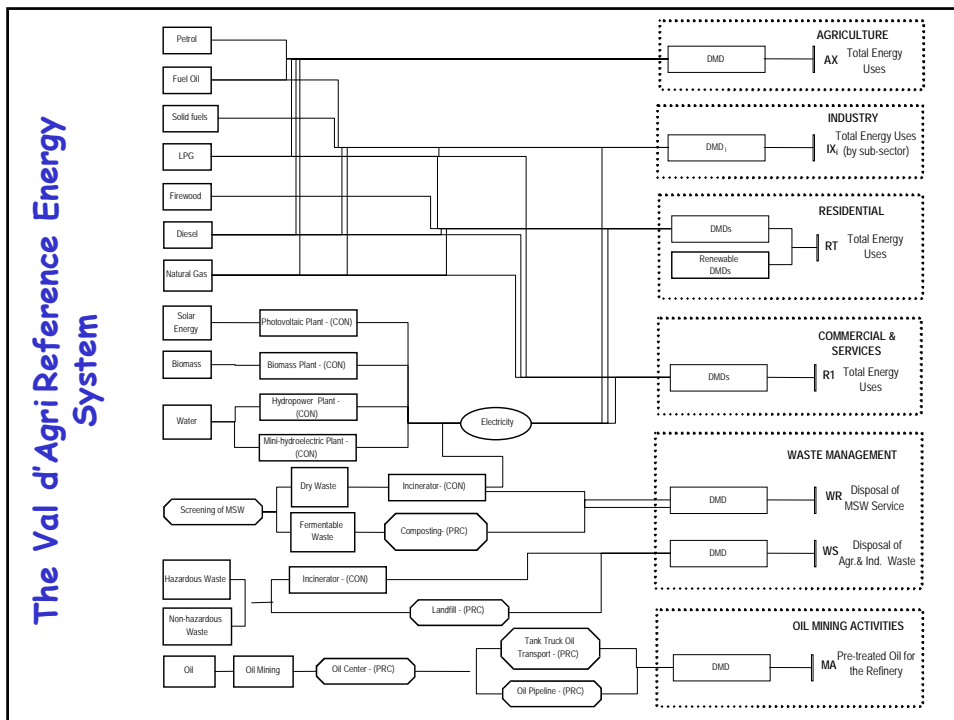 The Val d'Agri Reference Energy
System
Petrol
Fuel Oil
Solid fuels
LPG
Firewood
Diesel
Natural Gas
Solar
Energy
Photovoltaic Plant - (CON)
Biomass
Biomass Plant - (CON)
Water
Hydropower Plant -
(CON)
Mini-hydroelectric Plant -
(CON)
Electricity
Screening of MSW
Dry Waste
Incinerator- (CON)
Fermentable
Waste
Composting- (PRC)
Hazardous Waste
Non-hazardous
Waste
Incinerator - (CON)
Landfill - (PRC)
Oil
Oil Mining
Oil Center - (PRC)
Tank Truck Oil
Transport - (PRC)
Oil Pipeline - (PRC)
AGRICULTURE
DMD
AX
Total Energy
Uses
INDUSTRY
DMDi
IXi
Total Energy Uses
(by sub-sector)
RESIDENTIAL
DMDs
Renewable
DMDs
RT
Total Energy
Uses
COMMERCIAL &
SERVICES
DMDs
R1
Total Energy
Uses
WASTE MANAGEMENT
DMD
WR
Disposal of
MSW Service
DMD
WS
Disposal of
Agr.& Ind. Waste
OIL MINING ACTIVITIES
DMD
MA
Pre-treated Oil for
the Refinery